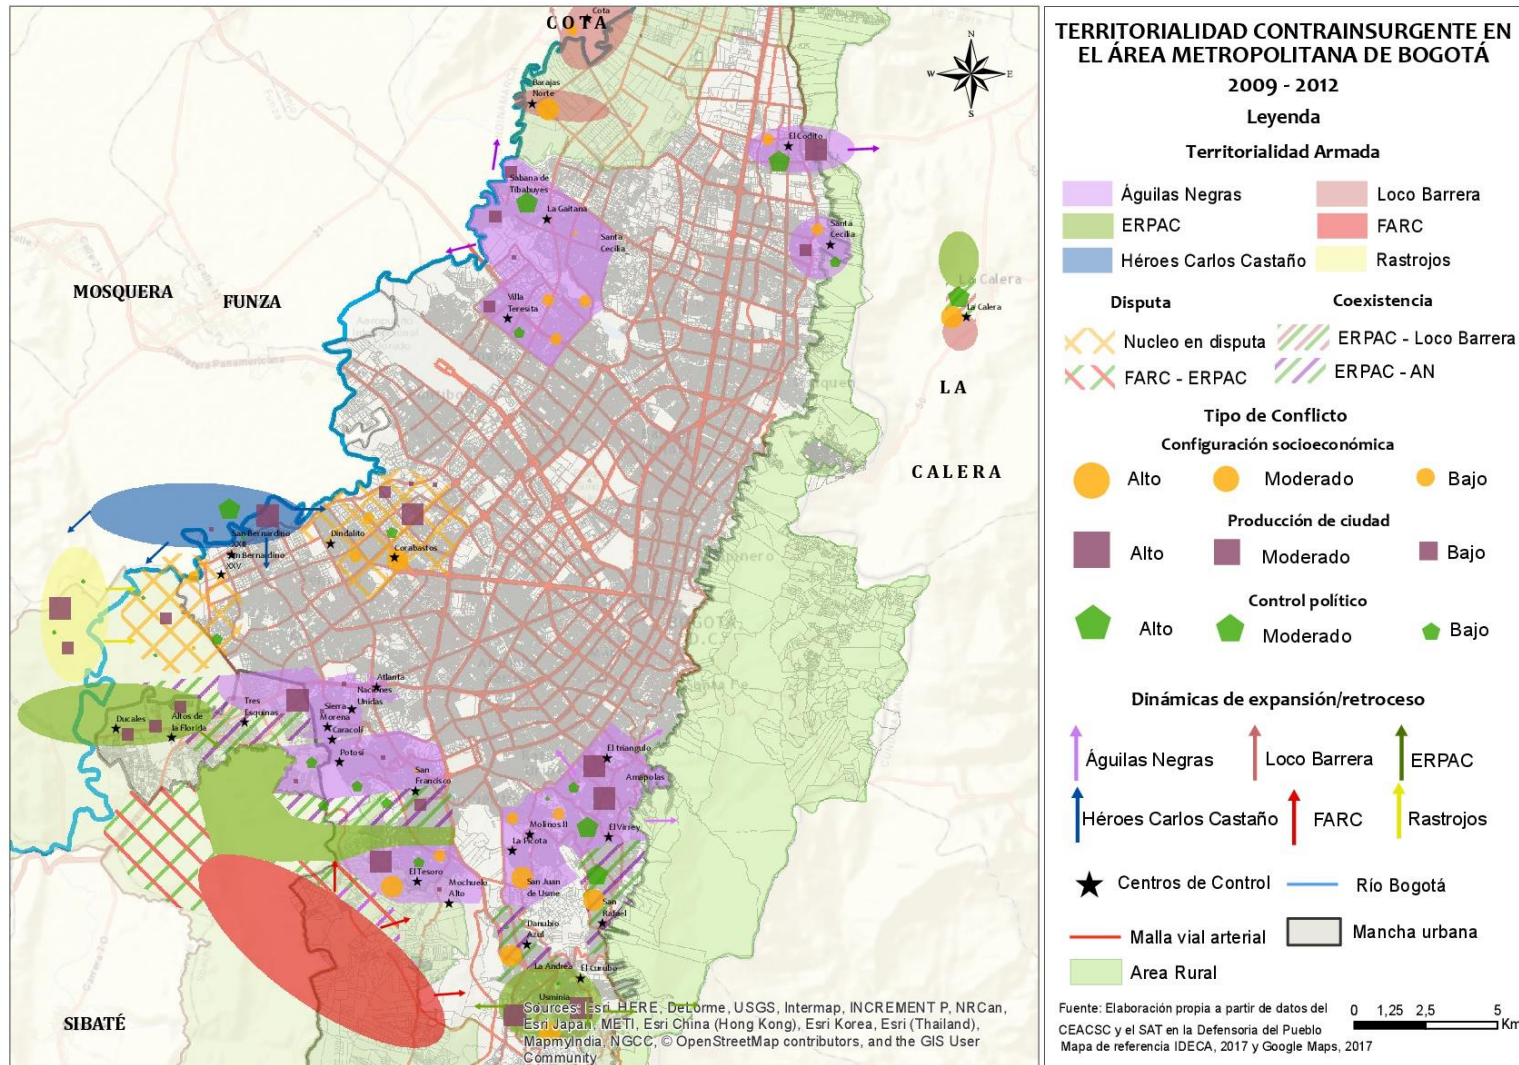 COTA
Cota
Barajas
Norte
El Codito
Sabana de
Tibabuyes
La Gaitana
Santa
Cecilia
Santa
Cecilia
La Calera
La Calera
MOSQUERA
FUNZA
Villa
Teresita
Carretera Panamericana
LA
CALERA
San Bernardino
XXII
XXV
Dindalito
Corabastos
Atlanta
Naciones
Unidas
Tres
Esquinas
Sierra
Morena
Caracolí
Ducales
Altos de
la Florida
Potosí
San
Francisco
El triangulo
Amapolas
Molinos II
El Virrey
La Picota
El Tesoro
Mochuelo
Alto
San Juan
de Usme
San
Rafael
Danubio
Azul
La Andrea
El Curubo
Usminia
SIBATÉ
Sources: Esri, HERE, DeLorme, USGS, Intermap, INCREMENT P, NRCan,
Esri Japan, METI, Esri China (Hong Kong), Esri Korea, Esri (Thailand),
MapmyIndia, NGCC, © OpenStreetMap contributors, and the GIS User
Community
N
W E
S
TERRITORIALIDAD CONTRAINSURGENTE EN
EL ÁREA METROPOLITANA DE BOGOTÁ
2009 - 2012
Leyenda
Territorialidad Armada
Águilas Negras Loco Barrera
ERPAC FARC
Héroes Carlos Castaño Rastrojos
Disputa Coexistencia
Nucleo en disputa ERPAC - Loco Barrera
FARC - ERPAC ERPAC - AN
Tipo de Conflicto
Configuración socioeconómica
Alto Moderado Bajo
Producción de ciudad
Alto Moderado Bajo
Control político
Alto Moderado Bajo
Dinámicas de expansión/retroceso
Águilas Negras Loco Barrera ERPAC
Héroes Carlos Castaño FARC Rastrojos
Centros de Control Río Bogotá
Malla vial arterial Mancha urbana
Area Rural
Fuente: Elaboración propia a partir de datos del
CEACSC y el SAT en la Defensoria del Pueblo
Mapa de referencia IDECA, 2017 y Google Maps, 2017
0 1,25 2,5 5
Km